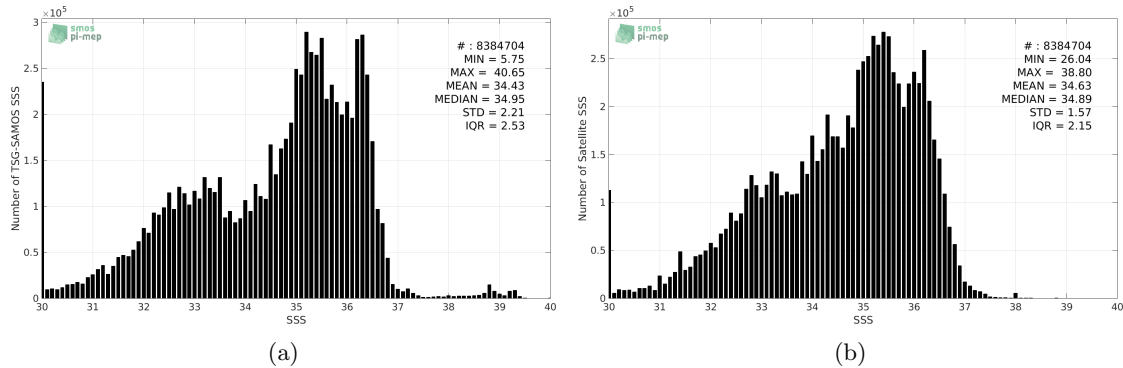 ×10⁵
smos
pi-mep
# : 8384704
MIN = 5.75
MAX = 40.65
MEAN = 34.43
MEDIAN = 34.95
STD = 2.21
IQR = 2.53
Number of TSG-SAMOS SSS
3
2.5
2
1.5
1
0.5
0
30 31 32 33 34 35 36 37 38 39 40
SSS
(a)
×10⁵
smos
pi-mep
# : 8384704
MIN = 26.04
MAX = 38.80
MEAN = 34.63
MEDIAN = 34.89
STD = 1.57
IQR = 2.15
Number of Satellite SSS
2.5
2
1.5
1
0.5
0
30 31 32 33 34 35 36 37 38 39 40
SSS
(b)